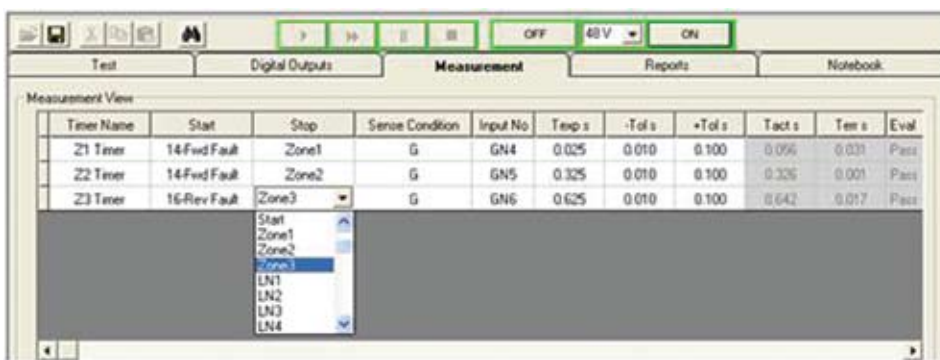 OFF 48 V ON
Test Digital Outputs Measurement Reports Notebook
Measurement View
Timer Name Start Stop Sense Condition Input No Texp s -Tol s +Tol s Tact s Terr s Eval
Z1 Timer 14-Fwd Fault Zone1 G GN4 0.025 0.010 0.100 0.056 0.031 Pass
Z2 Timer 14-Fwd Fault Zone2 G GN5 0.325 0.010 0.100 0.326 0.001 Pass
Z3 Timer 16-Rev Fault Zone3 G GN6 0.625 0.010 0.100 0.642 0.017 Pass
Start
Zone1
Zone2
Zone3
LN1
LN2
LN3
LN4